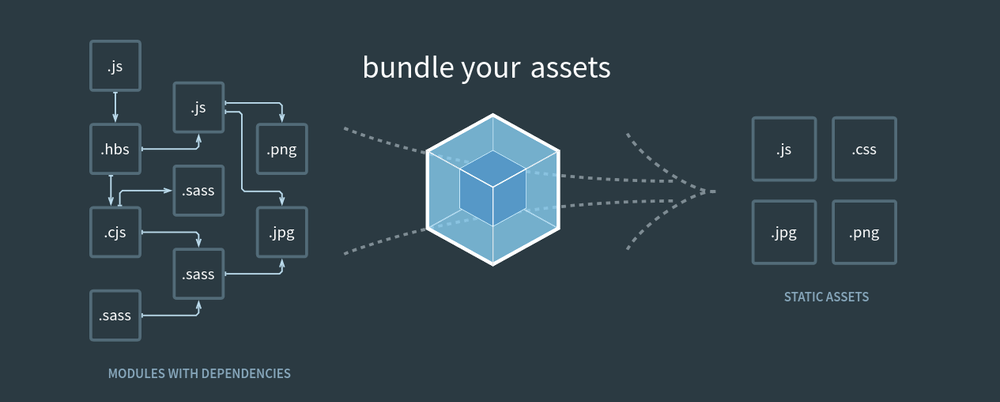 bundle your assets
.js
.js
.hbs
.png
.sass
.cjs
.jpg
.sass
.sass
MODULES WITH DEPENDENCIES
.js
.css
.jpg
.png
STATIC ASSETS